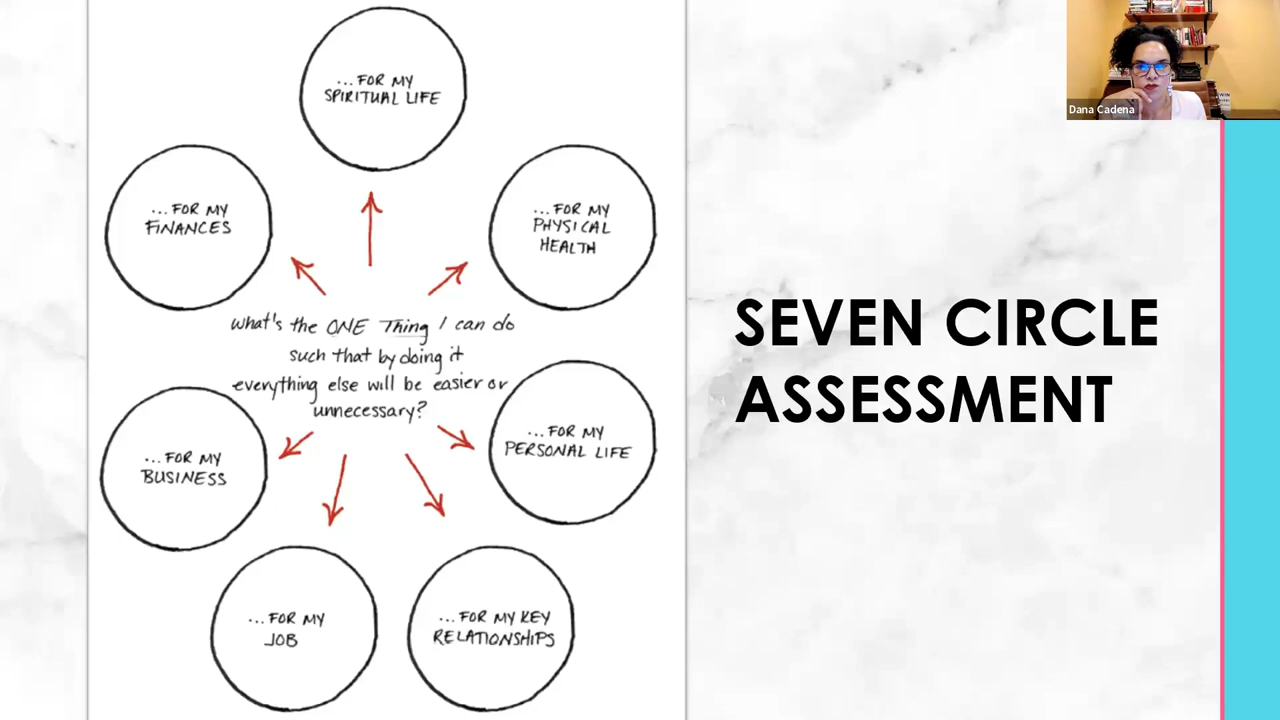 ... FOR MY
SPIRITUAL LIFE
... FOR MY
FINANCES
... FOR MY
PHYSICAL
HEALTH
What's the ONE Thing I can do
such that by doing it
everything else will be easier or
unnecessary?
... FOR MY
BUSINESS
... FOR MY
PERSONAL LIFE
... FOR MY
JOB
... FOR MY KEY
RELATIONSHIPS
SEVEN CIRCLE
ASSESSMENT
Dana Cadena